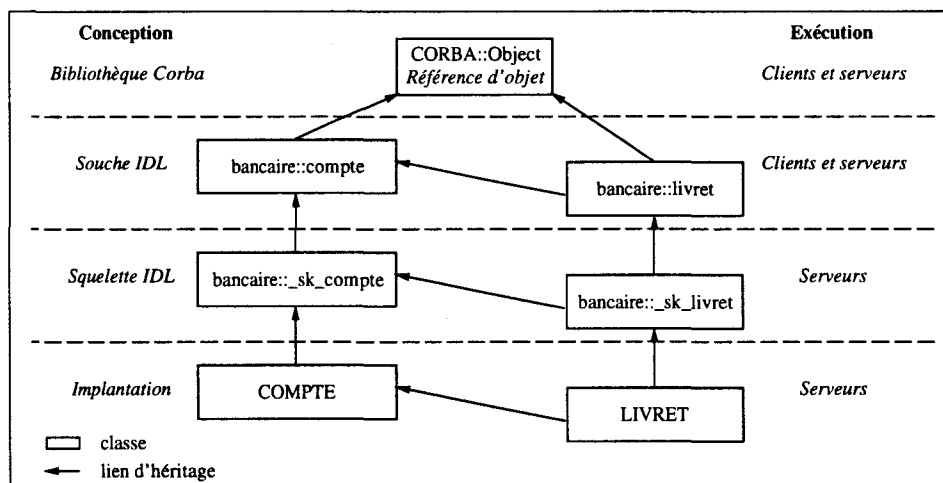 Conception
Exécution
Bibliothèque Corba
CORBA::Object
Référence d'objet
Clients et serveurs
Souche IDL
bancaire::compte
bancaire::livret
Clients et serveurs
Squelette IDL
bancaire::_sk_compte
bancaire::_sk_livret
Serveurs
Implantation
COMPTE
LIVRET
Serveurs
classe
lien d'héritage